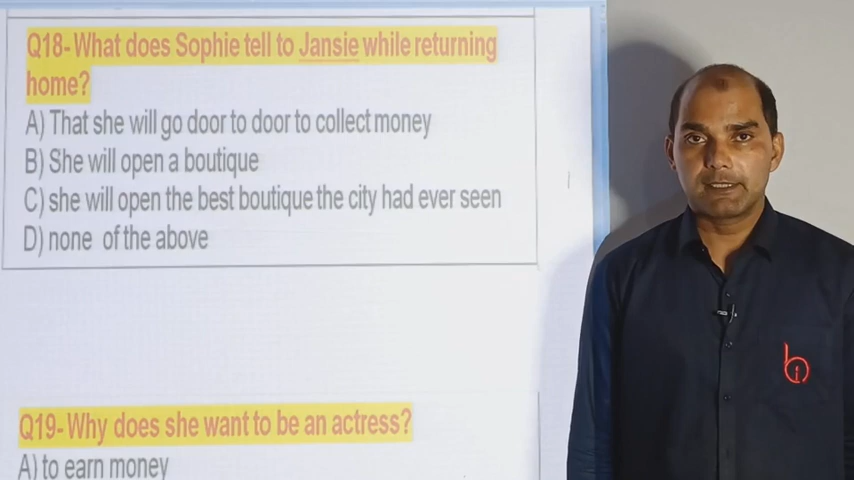 Q18- What does Sophie tell to Jansie while returning
home?
A) That she will go door to door to collect money
B) She will open a boutique
C) she will open the best boutique the city had ever seen
D) none of the above
Q19- Why does she want to be an actress?
A) to earn money